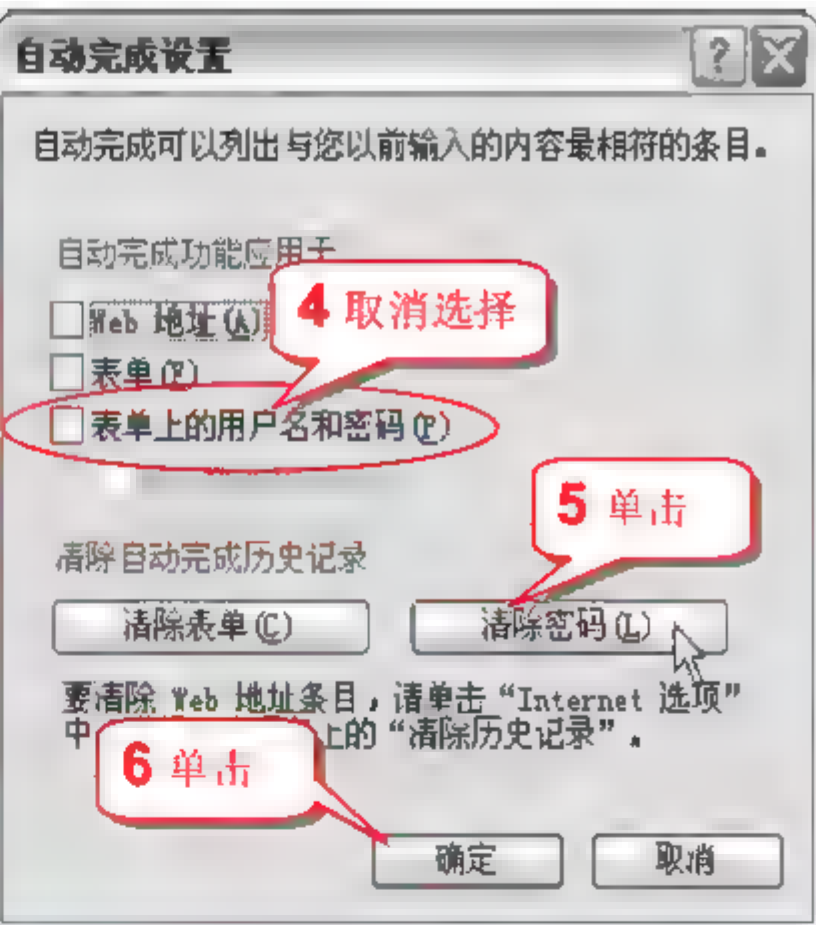 自动完成设置
自动完成可以列出与您以前输入的内容最相符的条目。
自动完成功能应用于
4 取消选择
Web 地址(A)
表单(F)
表单上的用户名和密码(P)
5 单击
清除自动完成历史记录
清除表单(C)
清除密码(L)
要清除 Web 地址条目，请单击“Internet 选项”
中 上的“清除历史记录”。
6 单击
确定
取消